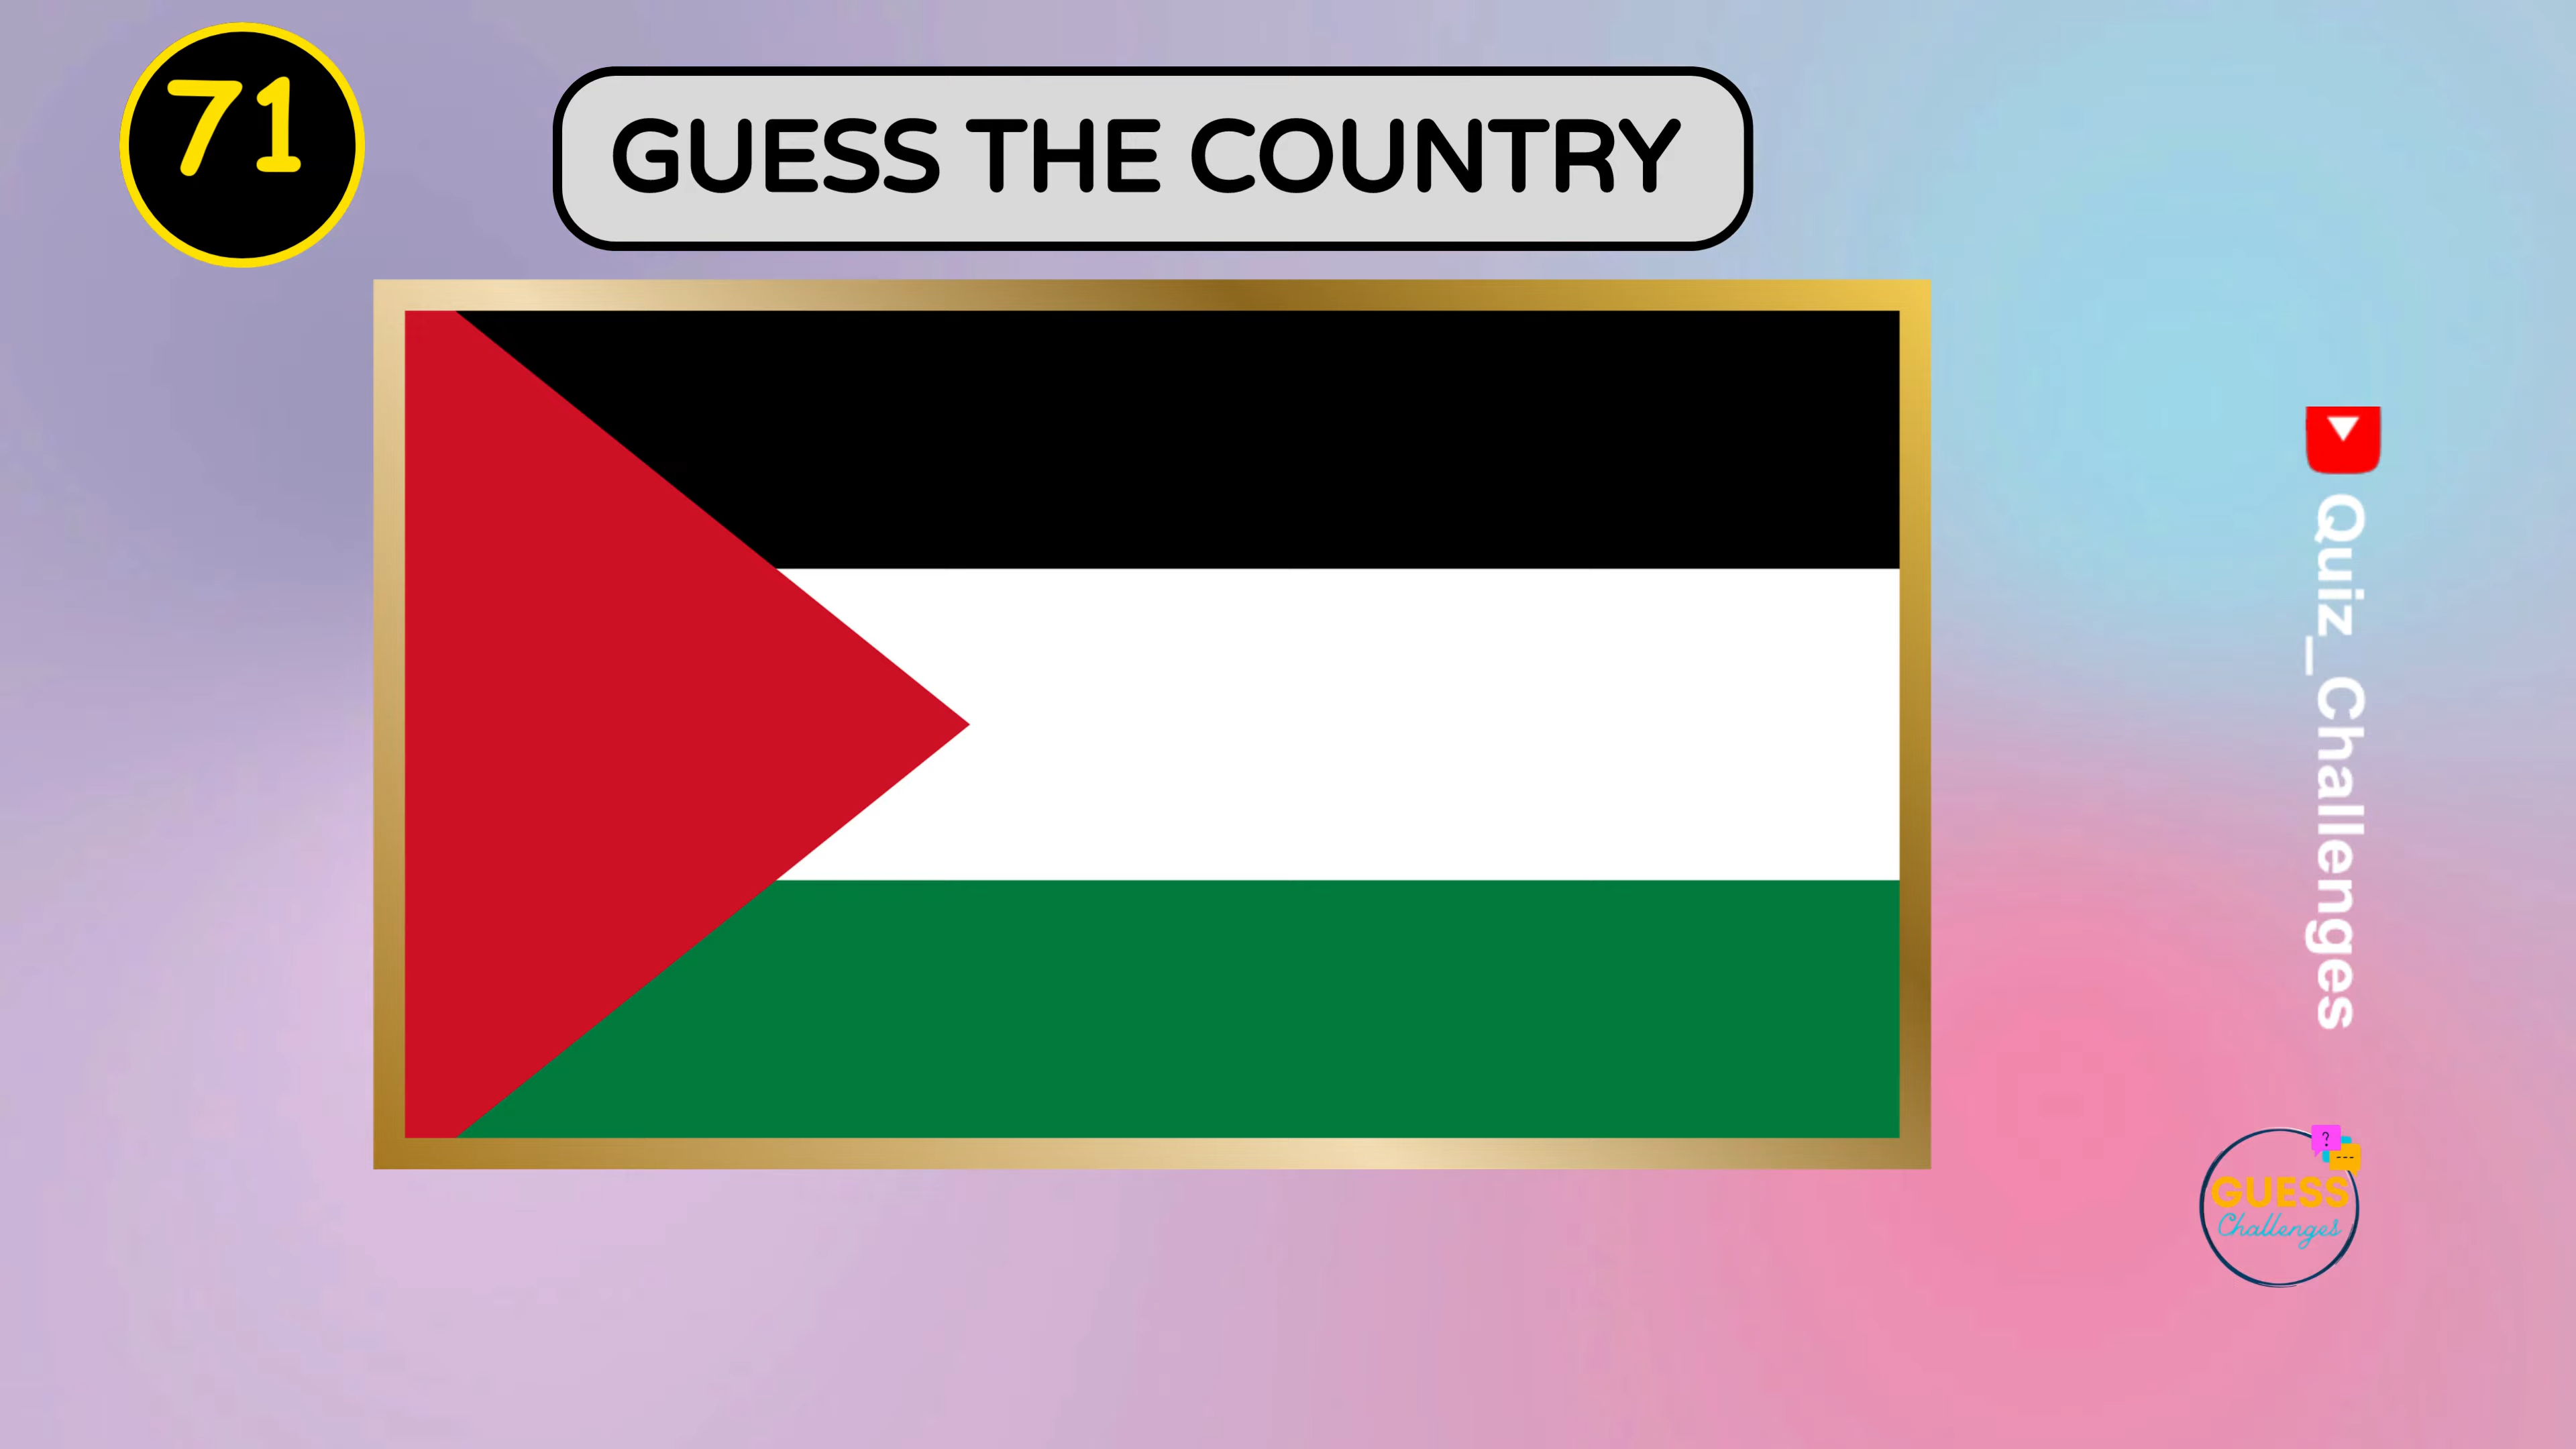 71
GUESS THE COUNTRY
Quiz_Challenges
?
GUESS
Challenges